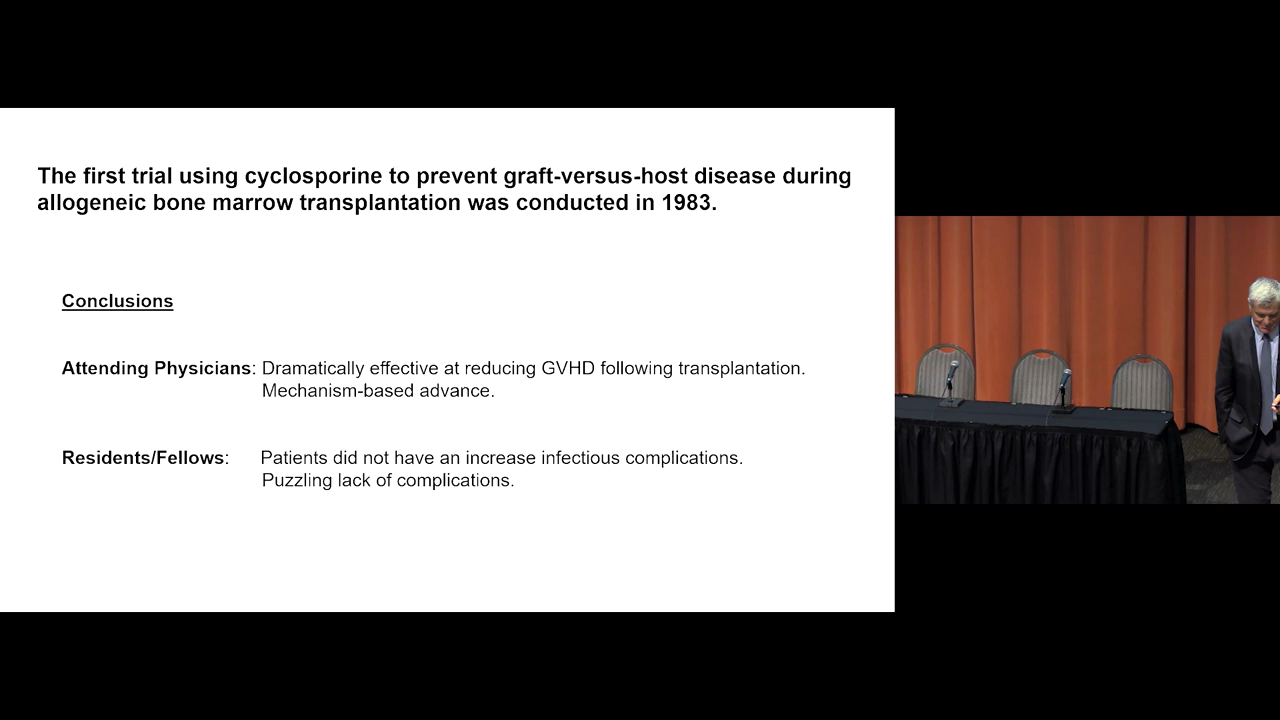 The first trial using cyclosporine to prevent graft-versus-host disease during
allogeneic bone marrow transplantation was conducted in 1983.
Conclusions
Attending Physicians: Dramatically effective at reducing GVHD following transplantation.
Mechanism-based advance.
Residents/Fellows: Patients did not have an increase infectious complications.
Puzzling lack of complications.